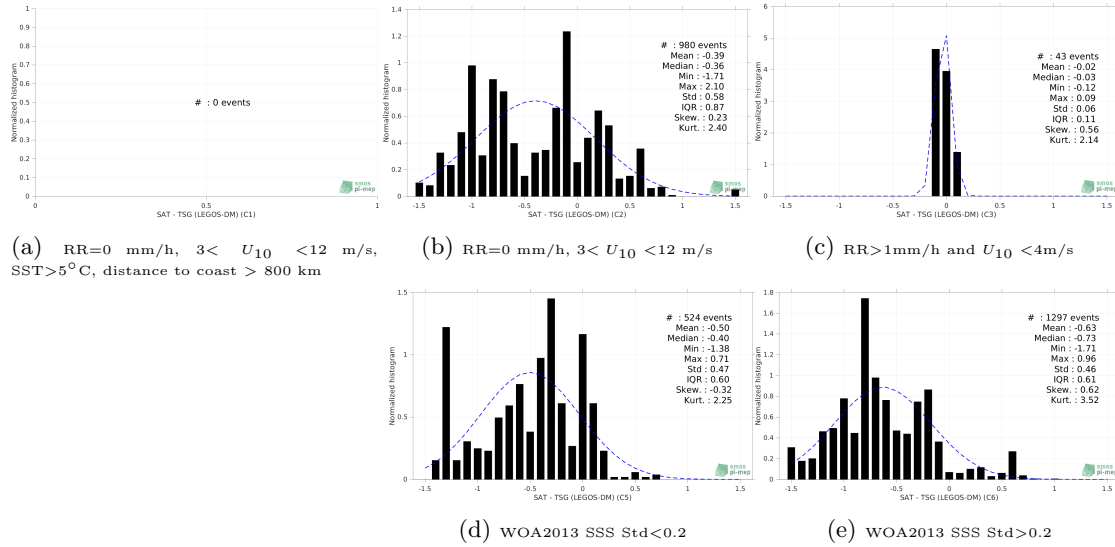 1
0.9
0.8
0.7
0.6
0.5
0.4
0.3
0.2
0.1
0
Normalized histogram
# : 0 events
smos
pi-mep
0 0.5 1
SAT - TSG (LEGOS-DM) (C1)
(a) RR=0 mm/h, 3< U10 <12 m/s,
SST>5°C, distance to coast > 800 km
1.4
1.2
1
0.8
0.6
0.4
0.2
0
Normalized histogram
# : 980 events
Mean : -0.39
Median : -0.36
Min : -1.71
Max : 2.10
Std : 0.58
IQR : 0.87
Skew. : 0.23
Kurt. : 2.40
smos
pi-mep
-1.5 -1 -0.5 0 0.5 1 1.5
SAT - TSG (LEGOS-DM) (C2)
(b) RR=0 mm/h, 3< U10 <12 m/s
6
5
4
3
2
1
0
Normalized histogram
# : 43 events
Mean : -0.02
Median : -0.03
Min : -0.12
Max : 0.09
Std : 0.06
IQR : 0.11
Skew. : 0.56
Kurt. : 2.14
smos
pi-mep
-1.5 -1 -0.5 0 0.5 1 1.5
SAT - TSG (LEGOS-DM) (C3)
(c) RR>1mm/h and U10 <4m/s
1.5
1
0.5
0
Normalized histogram
# : 524 events
Mean : -0.50
Median : -0.40
Min : -1.38
Max : 0.71
Std : 0.47
IQR : 0.60
Skew. : -0.32
Kurt. : 2.25
smos
pi-mep
-1.5 -1 -0.5 0 0.5 1 1.5
SAT - TSG (LEGOS-DM) (C5)
(d) WOA2013 SSS Std<0.2
1.8
1.6
1.4
1.2
1
0.8
0.6
0.4
0.2
0
Normalized histogram
# : 1297 events
Mean : -0.63
Median : -0.73
Min : -1.71
Max : 0.96
Std : 0.46
IQR : 0.61
Skew. : 0.62
Kurt. : 3.52
smos
pi-mep
-1.5 -1 -0.5 0 0.5 1 1.5
SAT - TSG (LEGOS-DM) (C6)
(e) WOA2013 SSS Std>0.2